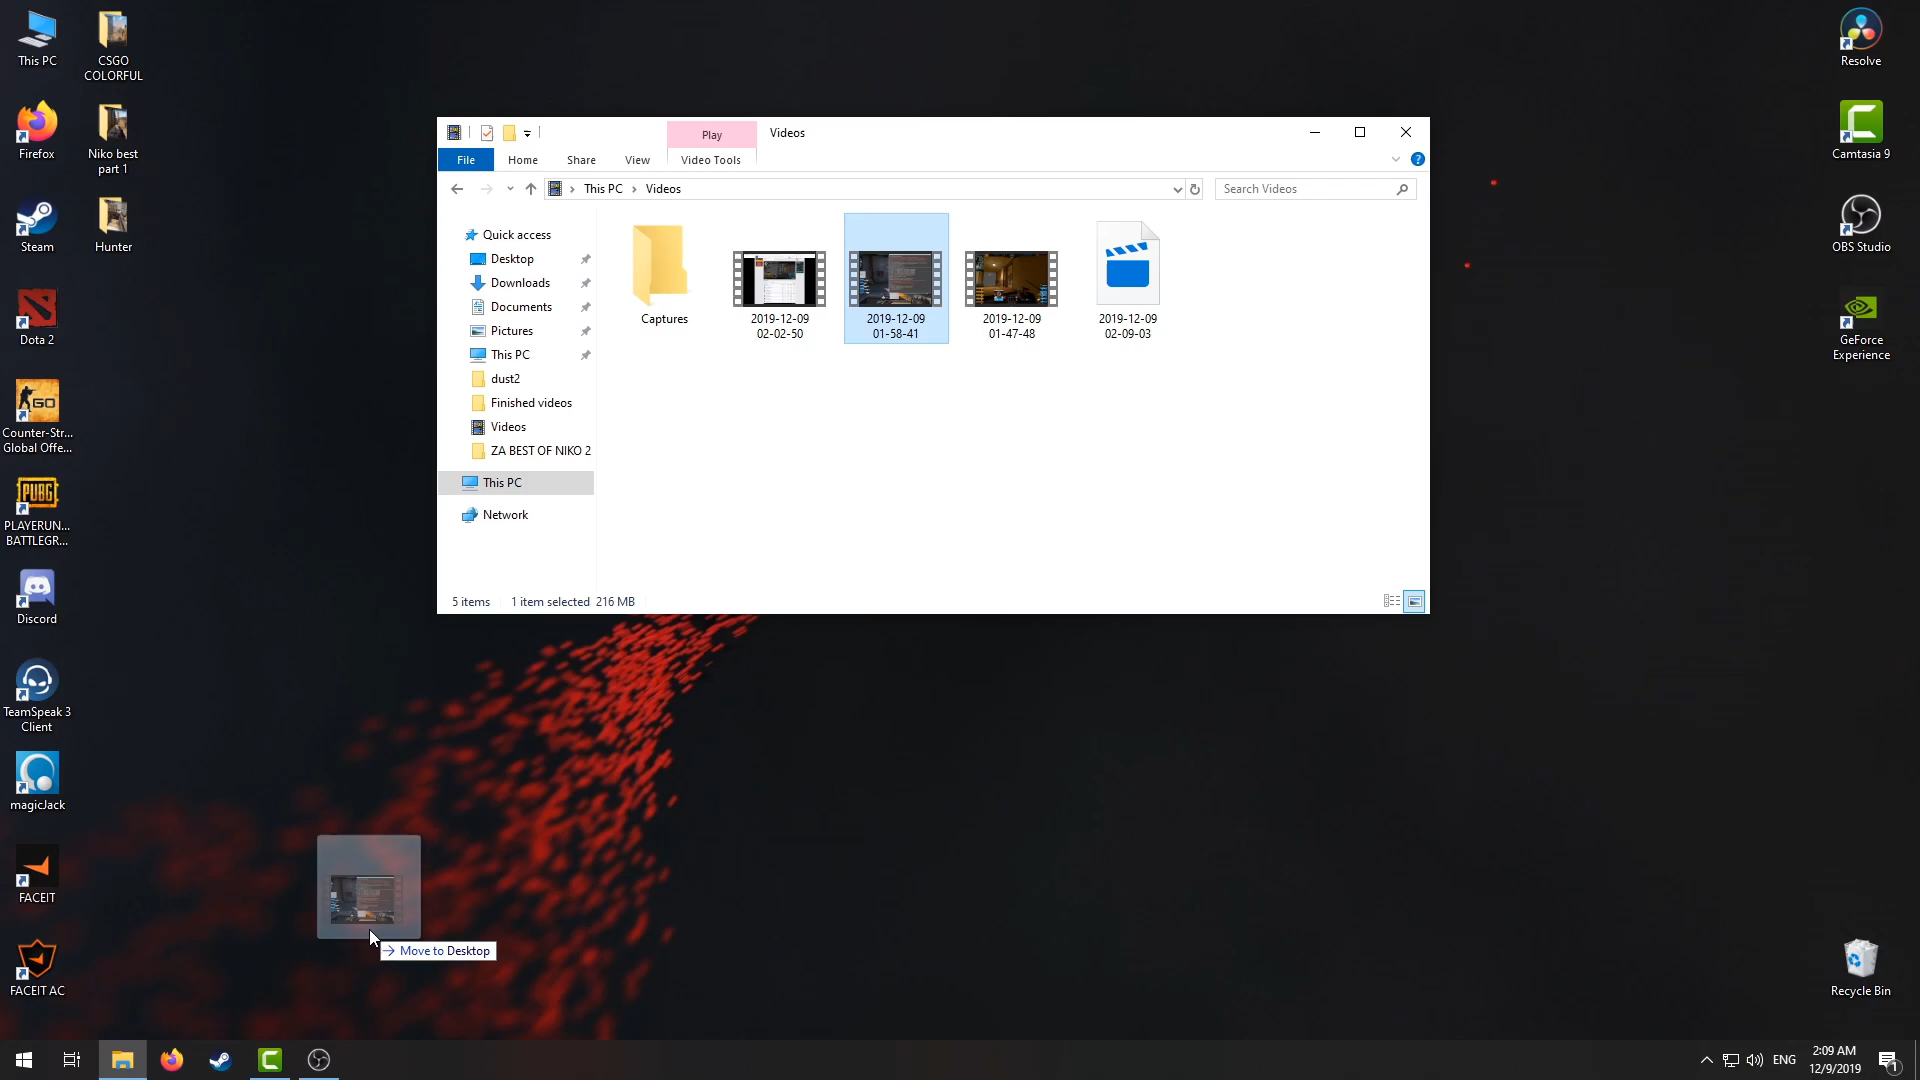 This PC
CSGO
COLORFUL
Firefox
Niko best
part 1
Steam
Hunter
Dota 2
Counter-Str...
Global Offe...
GO
PLAYERUN...
BATTLEGR...
PUBG
Discord
TeamSpeak 3
Client
magicJack
FACEIT
FACEIT AC
Play
Videos
File
Home
Share
View
Video Tools
This PC
Videos
Search Videos
Quick access
Desktop
Downloads
Documents
Pictures
This PC
dust2
Finished videos
Videos
ZA BEST OF NIKO 2
This PC
Network
Captures
2019-12-09
02-02-50
2019-12-09
01-58-41
2019-12-09
01-47-48
2019-12-09
02-09-03
5 items
1 item selected 216 MB
Move to Desktop
Resolve
Camtasia 9
OBS Studio
GeForce
Experience
Recycle Bin
ENG
2:09 AM
12/9/2019
1